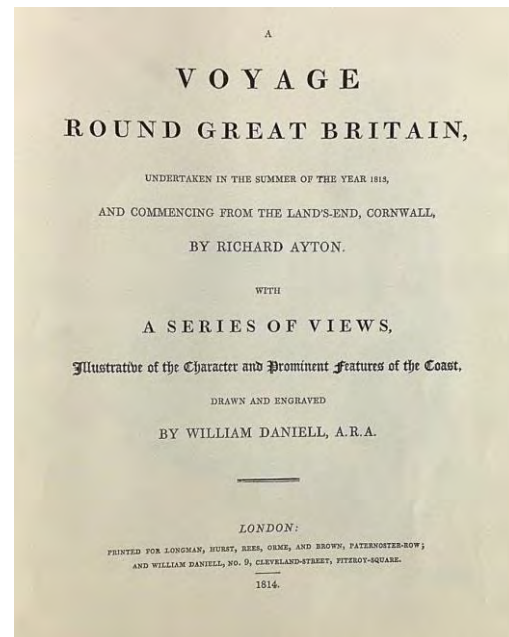 A
VOYAGE
ROUND GREAT BRITAIN,
UNDERTAKEN IN THE SUMMER OF THE YEAR 1813,
AND COMMENCING FROM THE LAND'S-END, CORNWALL,
BY RICHARD AYTON.
WITH
A SERIES OF VIEWS,
Illustrative of the Character and Prominent Features of the Coast,
DRAWN AND ENGRAVED
BY WILLIAM DANIELL, A.R.A.
LONDON:
PRINTED FOR LONGMAN, HURST, REES, ORME, AND BROWN, PATERNOSTER-ROW;
AND WILLIAM DANIELL, NO. 9, CLEVELAND-STREET, FITZROY-SQUARE.
1814.